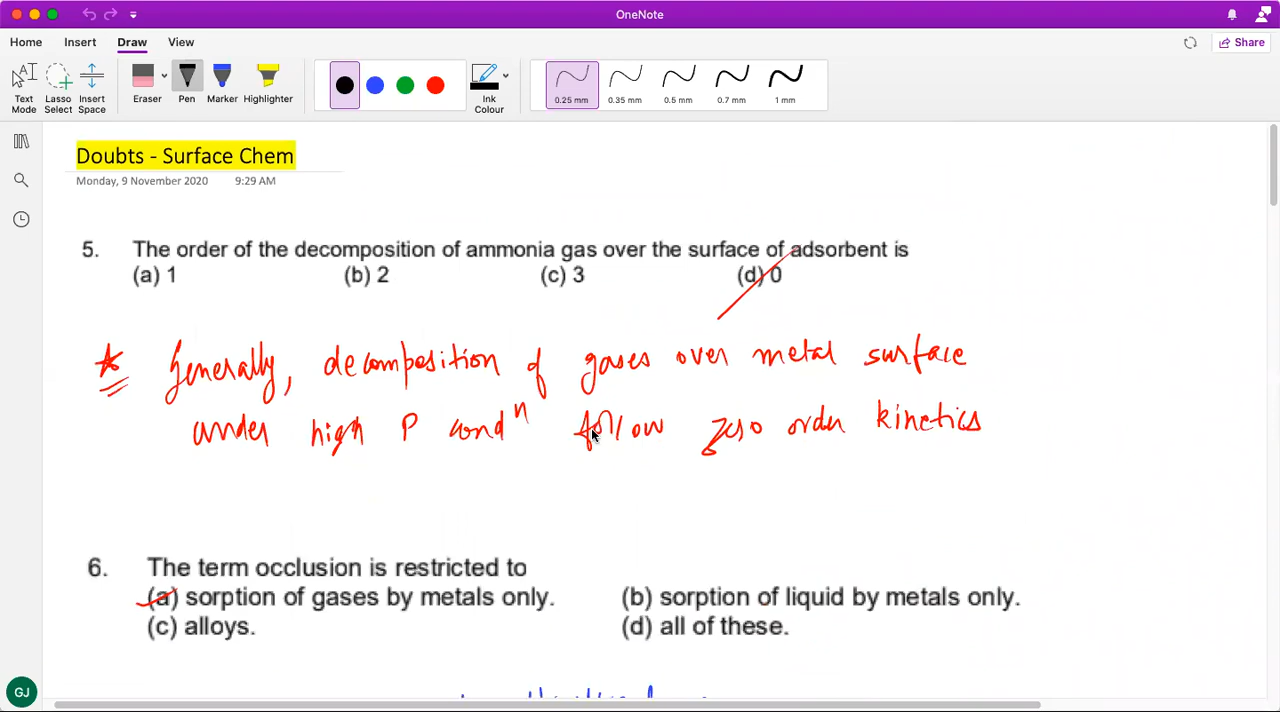 OneNote
Home Insert Draw View Share
Text Mode Lasso Select Insert Space Eraser Pen Marker Highlighter Ink Colour 0.25 mm 0.35 mm 0.5 mm 0.7 mm 1 mm
Doubts - Surface Chem
Monday, 9 November 2020 9:29 AM
5. The order of the decomposition of ammonia gas over the surface of adsorbent is
(a) 1 (b) 2 (c) 3 (d) 0
Generally, decomposition of gases over metal surface
under high P condⁿ follow zero order kinetics
6. The term occlusion is restricted to
(a) sorption of gases by metals only. (b) sorption of liquid by metals only.
(c) alloys. (d) all of these.
GJ